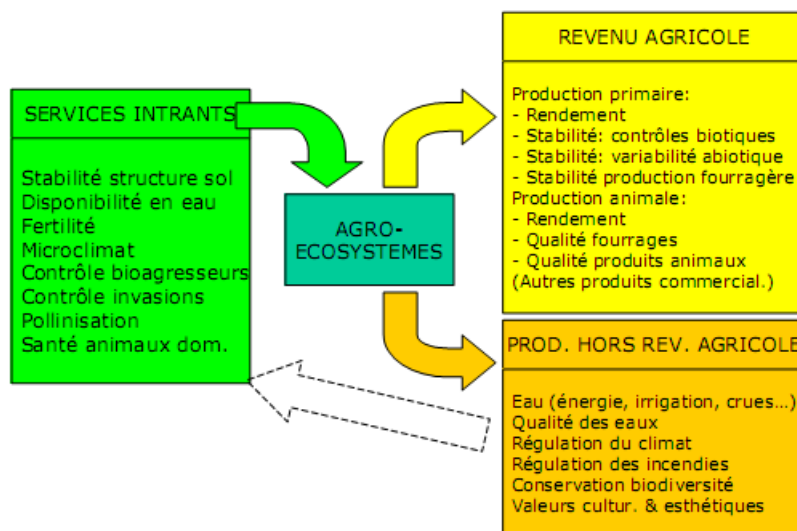 SERVICES INTRANTS
Stabilité structure sol
Disponibilité en eau
Fertilité
Microclimat
Contrôle bioagresseurs
Contrôle invasions
Pollinisation
Santé animaux dom.
AGRO-
ECOSYSTEMES
REVENU AGRICOLE
Production primaire:
- Rendement
- Stabilité: contrôles biotiques
- Stabilité: variabilité abiotique
- Stabilité production fourragère
Production animale:
- Rendement
- Qualité fourrages
- Qualité produits animaux
(Autres produits commercial.)
PROD. HORS REV. AGRICOLE
Eau (énergie, irrigation, crues...)
Qualité des eaux
Régulation du climat
Régulation des incendies
Conservation biodiversité
Valeurs cultur. & esthétiques